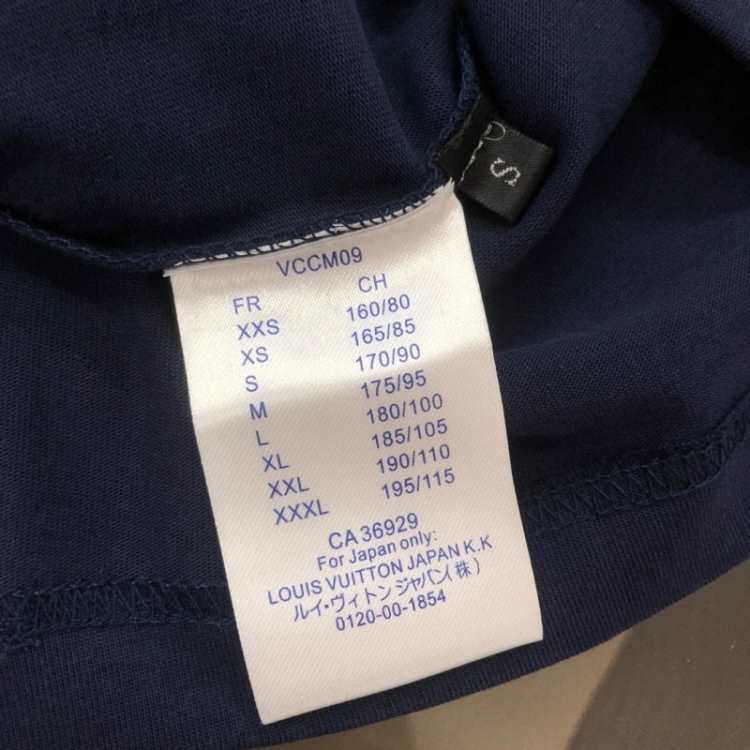 S
VCCM09
FR CH
XXS 160/80
XS 165/85
S 170/90
M 175/95
L 180/100
XL 185/105
XXL 190/110
XXXL 195/115
CA 36929
For Japan only:
LOUIS VUITTON JAPAN K.K
ルイ・ヴィトンジャパン(株)
0120-00-1854